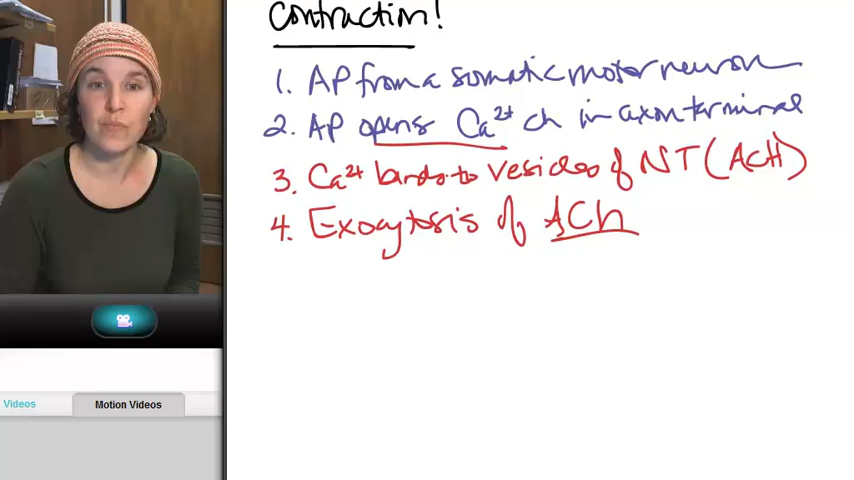 Contraction!
1. AP from a somatic motor neuron
2. AP opens Ca²⁺ ch in axon terminal
3. Ca²⁺ binds to vesicles of NT (ACH)
4. Exocytosis of ACh
Videos
Motion Videos